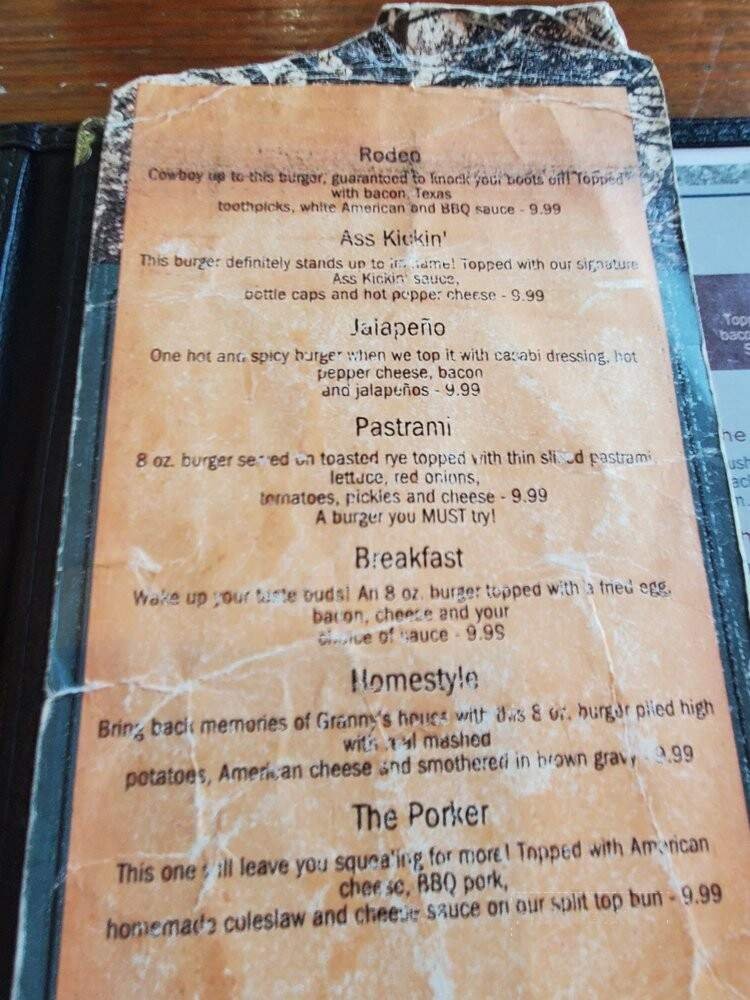 Rodeo
Cowboy up to this burger, guaranteed to knock your boots off! Topped
with bacon, Texas
toothpicks, white American and BBQ sauce - 9.99
Ass Kickin'
This burger definitely stands up to its name! Topped with our signature
Ass Kickin' sauce,
bottle caps and hot pepper cheese - 9.99
Jalapeño
One hot and spicy burger when we top it with casabi dressing, hot
pepper cheese, bacon
and jalapeños - 9.99
Pastrami
8 oz. burger served on toasted rye topped with thin sliced pastrami,
lettuce, red onions,
tomatoes, pickles and cheese - 9.99
A burger you MUST try!
Breakfast
Wake up your taste buds! An 8 oz. burger topped with a fried egg,
bacon, cheese and your
choice of sauce - 9.99
Homestyle
Bring back memories of Granny's house with this 8 oz. burger piled high
with real mashed
potatoes, American cheese and smothered in brown gravy - 9.99
The Porker
This one will leave you squealing for more! Topped with American
cheese, BBQ pork,
homemade coleslaw and cheese sauce on our split top bun - 9.99